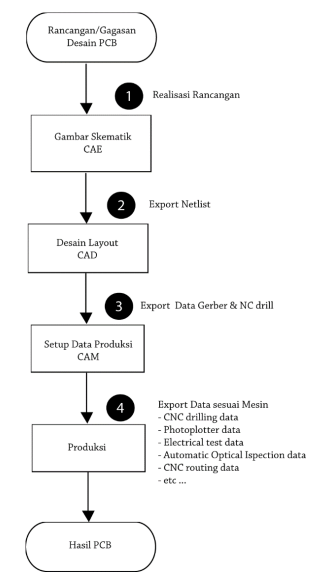 Rancangan/Gagasan
Desain PCB
1 Realisasi Rancangan
Gambar Skematik
CAE
2 Export Netlist
Desain Layout
CAD
3 Export Data Gerber & NC drill
Setup Data Produksi
CAM
4 Export Data sesuai Mesin
- CNC drilling data
- Photoplotter data
- Electrical test data
- Automatic Optical Ispection data
- CNC routing data
- etc ...
Produksi
Hasil PCB